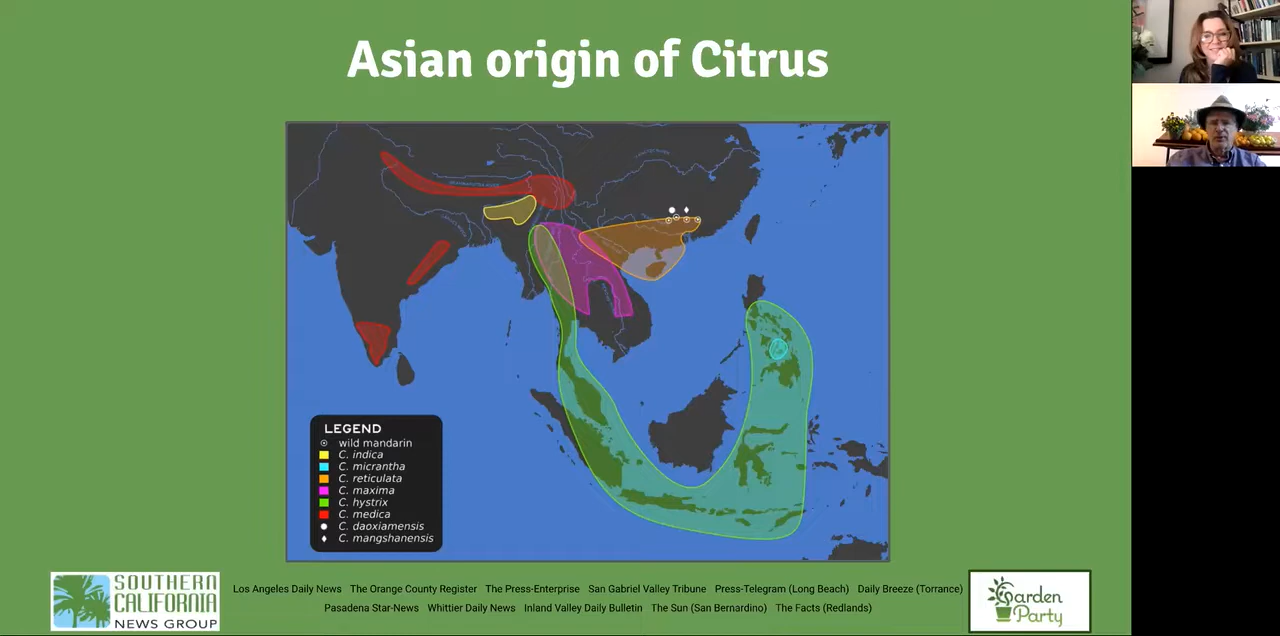 Asian origin of Citrus
LEGEND
wild mandarin
C. indica
C. micrantha
C. reticulata
C. maxima
C. hystrix
C. medica
C. daoxiamensis
C. mangshanensis
SOUTHERN
CALIFORNIA
NEWS GROUP
Los Angeles Daily News The Orange County Register The Press-Enterprise San Gabriel Valley Tribune Press-Telegram (Long Beach) Daily Breeze (Torrance)
Pasadena Star-News Whittier Daily News Inland Valley Daily Bulletin The Sun (San Bernardino) The Facts (Redlands)
Garden
Party